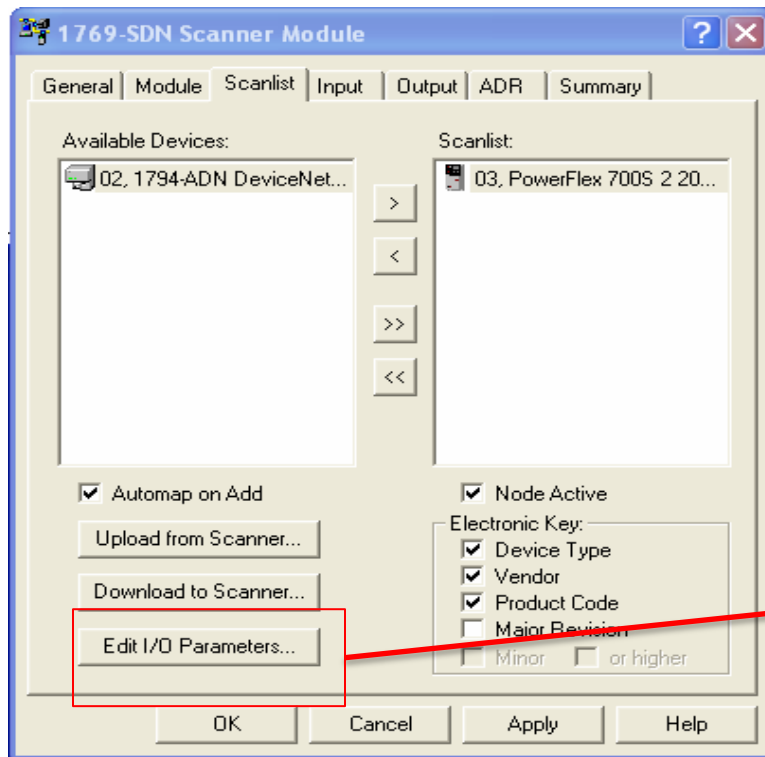 1769-SDN Scanner Module
General Module Scanlist Input Output ADR Summary
Available Devices:
Scanlist:
02, 1794-ADN DeviceNet...
03, PowerFlex 700S 2 20...
>
<
>>
<<
Automap on Add
Node Active
Upload from Scanner...
Electronic Key:
Device Type
Vendor
Download to Scanner...
Product Code
Major Revision
Edit I/O Parameters...
Minor or higher
OK Cancel Apply Help